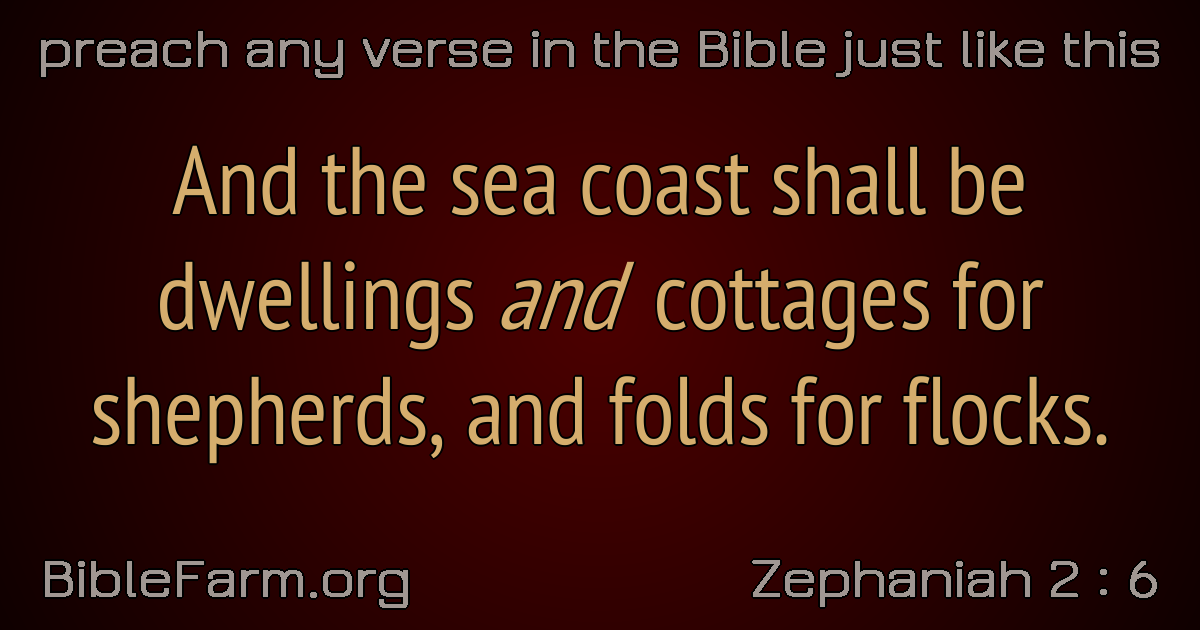 preach any verse in the Bible just like this
And the sea coast shall be
dwellings and cottages for
shepherds, and folds for flocks.
BibleFarm.org
Zephaniah 2 : 6